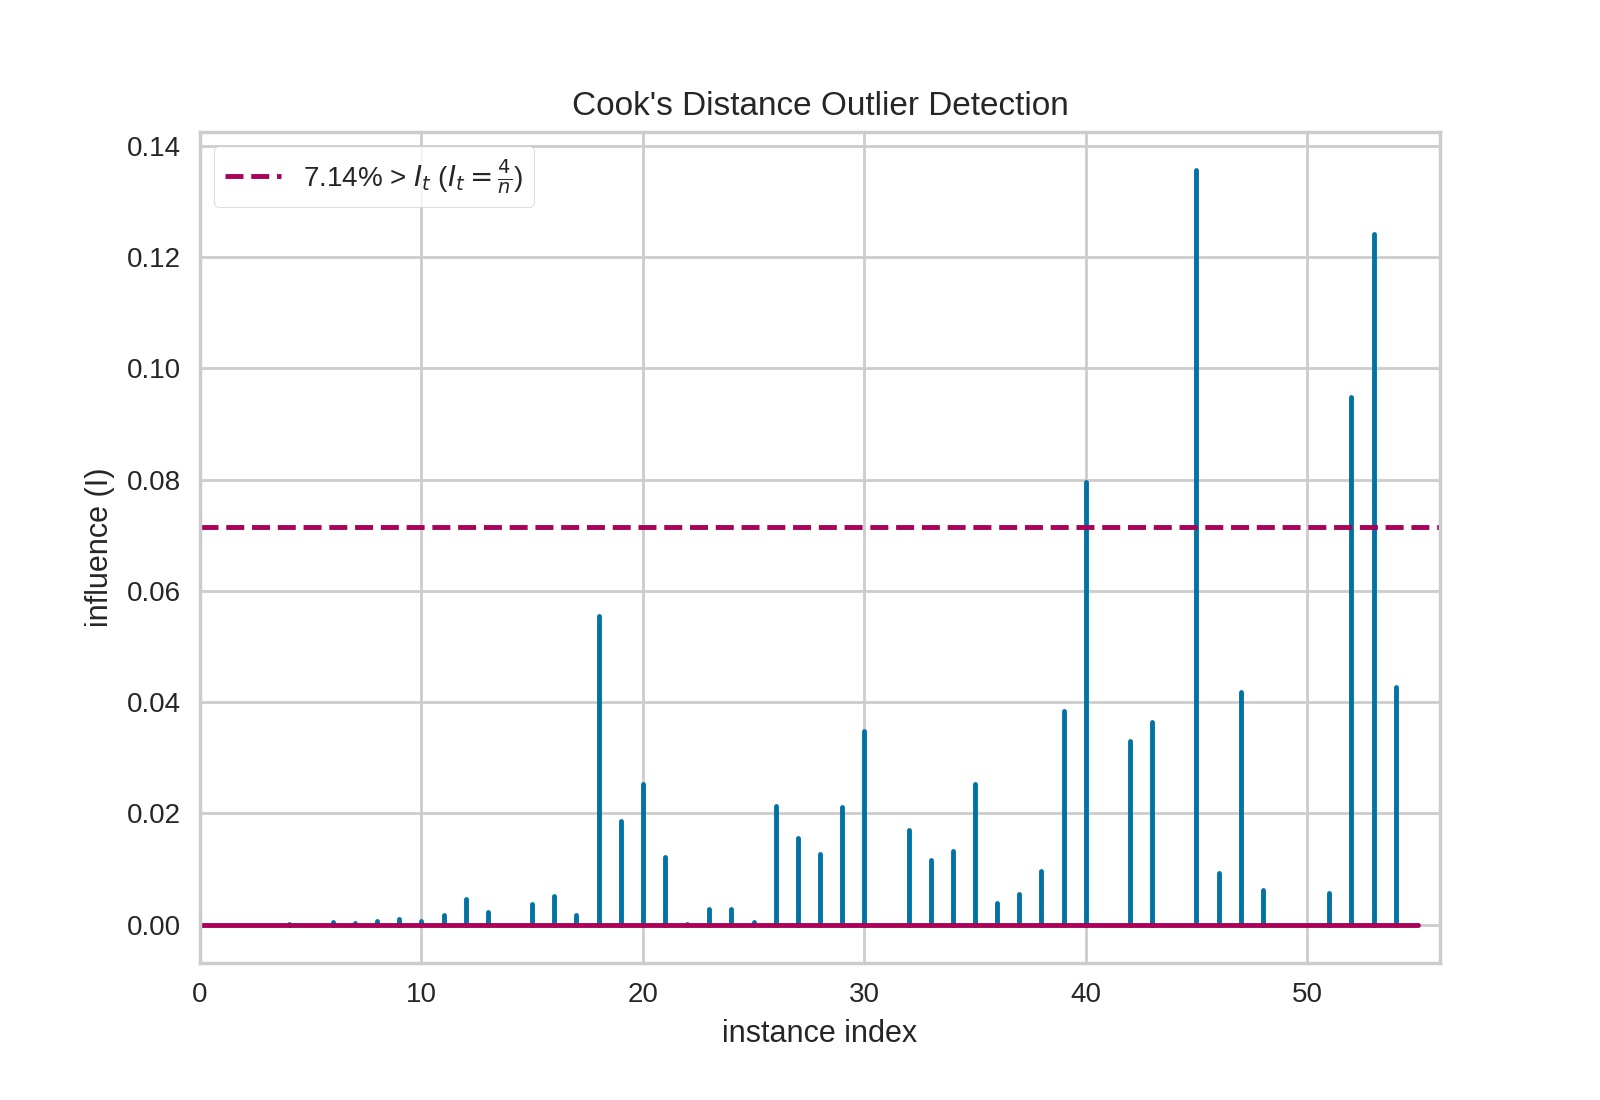 Cook's Distance Outlier Detection
0.14
0.12
0.10
0.08
0.06
0.04
0.02
0.00
7.14% > I_t (I_t = 4/n)
influence (I)
0 10 20 30 40 50
instance index